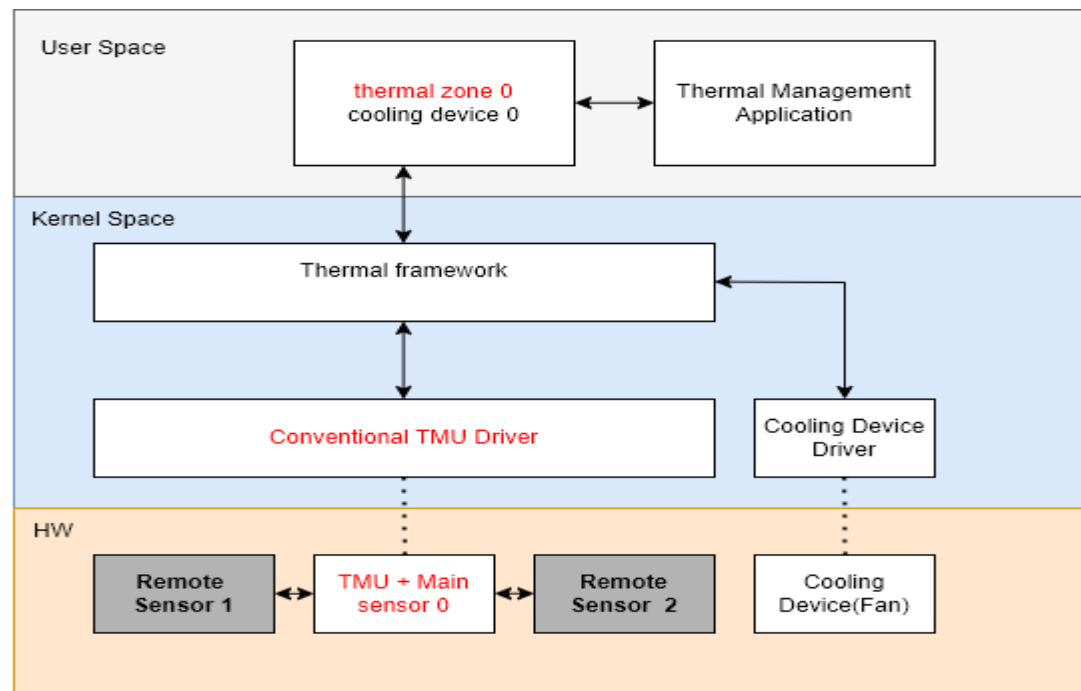 User Space
thermal zone 0
cooling device 0
Thermal Management
Application
Kernel Space
Thermal framework
Conventional TMU Driver
Cooling Device
Driver
HW
Remote
Sensor 1
TMU + Main
sensor 0
Remote
Sensor 2
Cooling
Device(Fan)